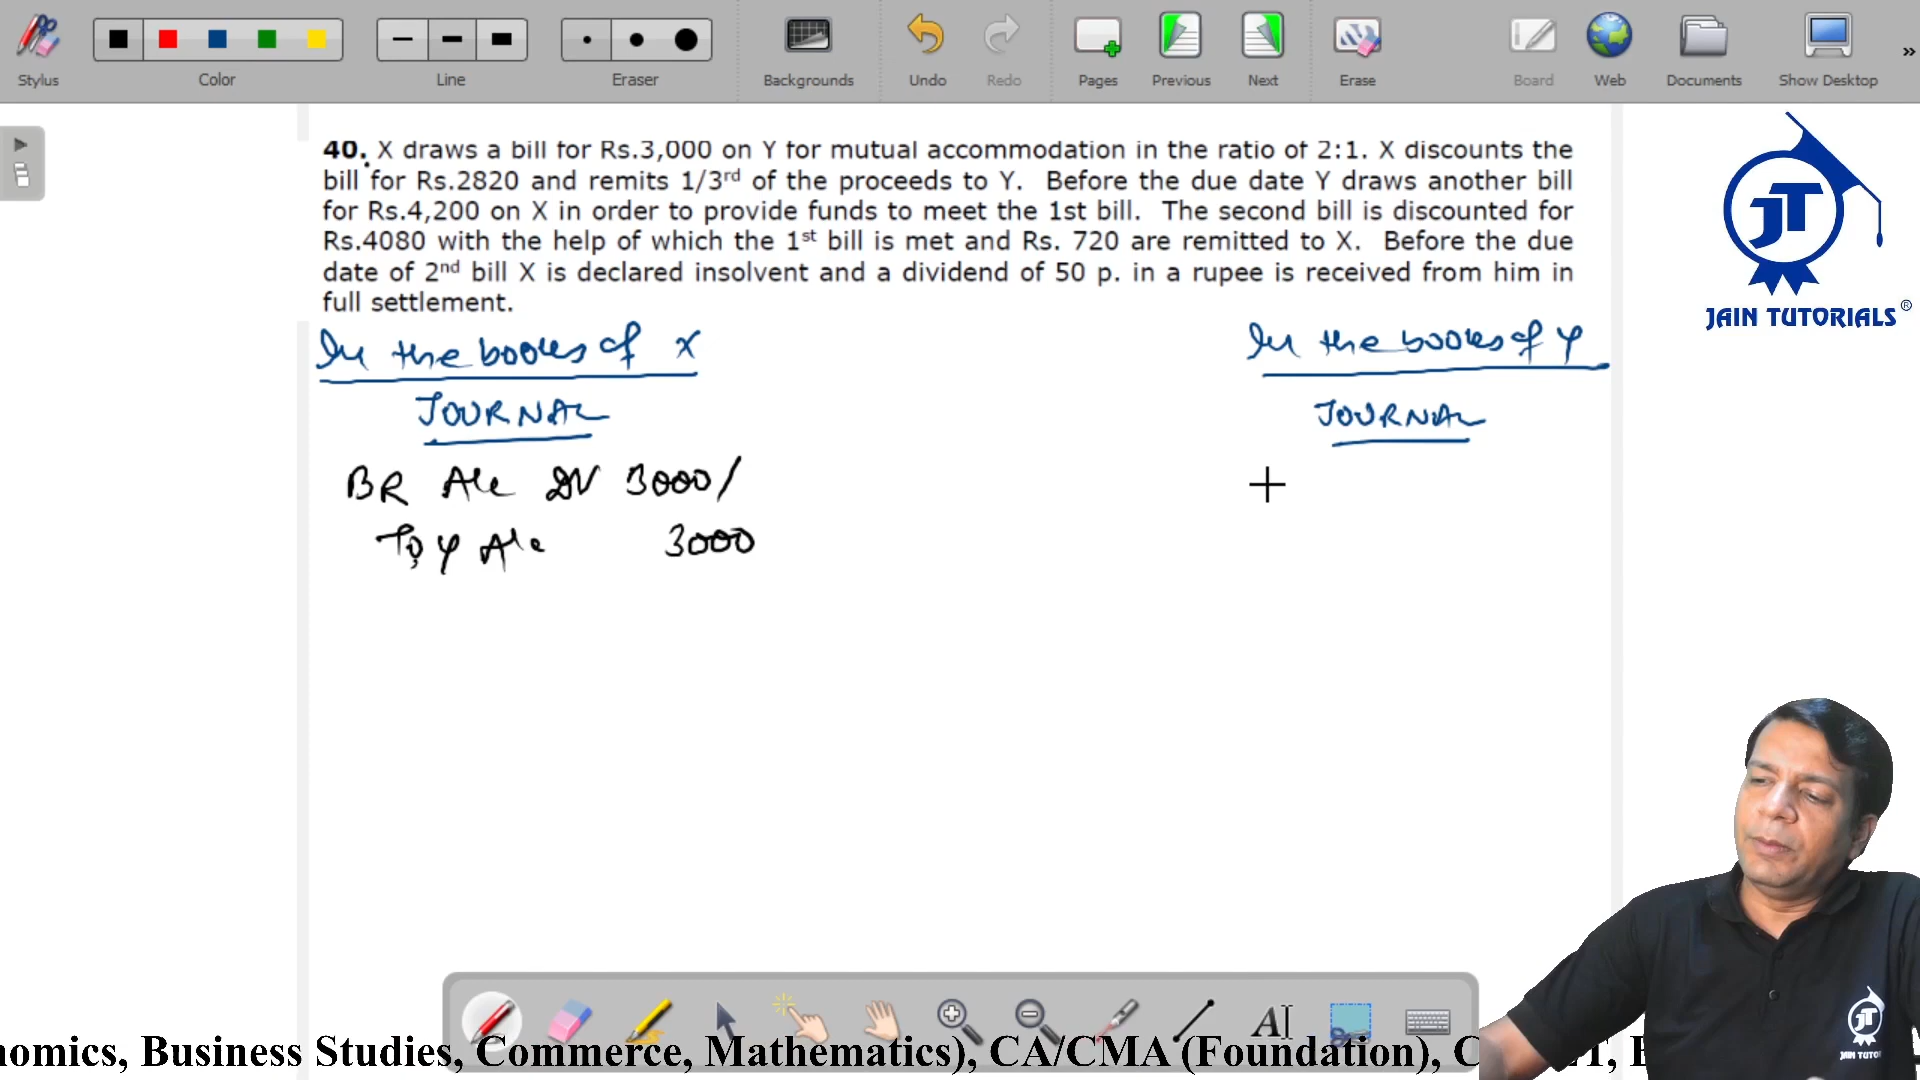 Stylus Color Line Eraser Backgrounds Undo Redo Pages Previous Next Erase Board Web Documents Show Desktop »
40. X draws a bill for Rs.3,000 on Y for mutual accommodation in the ratio of 2:1. X discounts the
bill for Rs.2820 and remits 1/3rd of the proceeds to Y. Before the due date Y draws another bill
for Rs.4,200 on X in order to provide funds to meet the 1st bill. The second bill is discounted for
Rs.4080 with the help of which the 1st bill is met and Rs. 720 are remitted to X. Before the due
date of 2nd bill X is declared insolvent and a dividend of 50 p. in a rupee is received from him in
full settlement.
JT
JAIN TUTORIALS®
In the books of X
In the books of Y
JOURNAL
JOURNAL
BR A/c Dr 3000/
To Y A/c 3000
JT
JAIN TUTO
AI
nomics, Business Studies, Commerce, Mathematics), CA/CMA (Foundation),